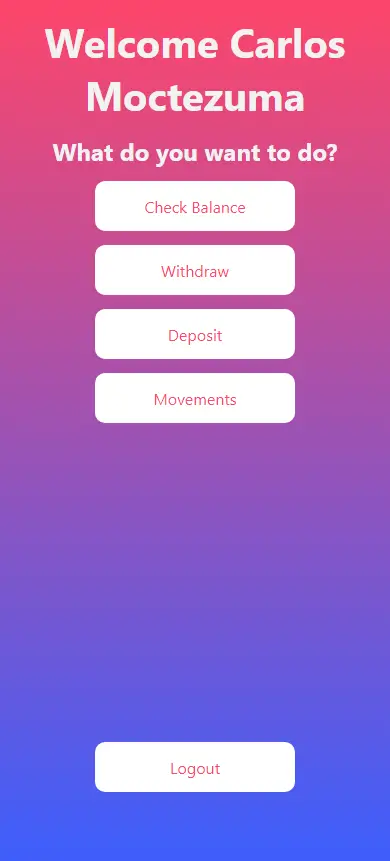 Welcome Carlos
Moctezuma
What do you want to do?
Check Balance
Withdraw
Deposit
Movements
Logout